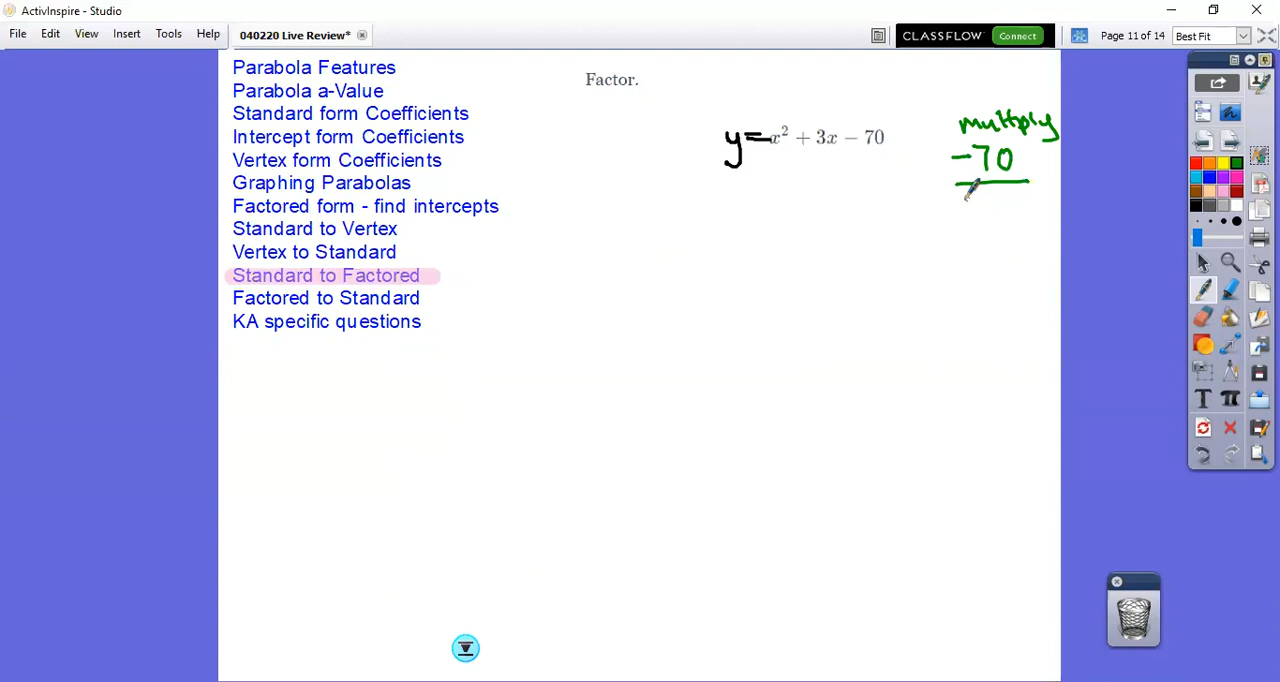 ActivInspire - Studio
File Edit View Insert Tools Help 040220 Live Review* CLASSFLOW Connect Page 11 of 14 Best Fit
Parabola Features
Parabola a-Value
Standard form Coefficients
Intercept form Coefficients
Vertex form Coefficients
Graphing Parabolas
Factored form - find intercepts
Standard to Vertex
Vertex to Standard
Standard to Factored
Factored to Standard
KA specific questions
Factor.
y=x² + 3x − 70
multiply
-70
T π